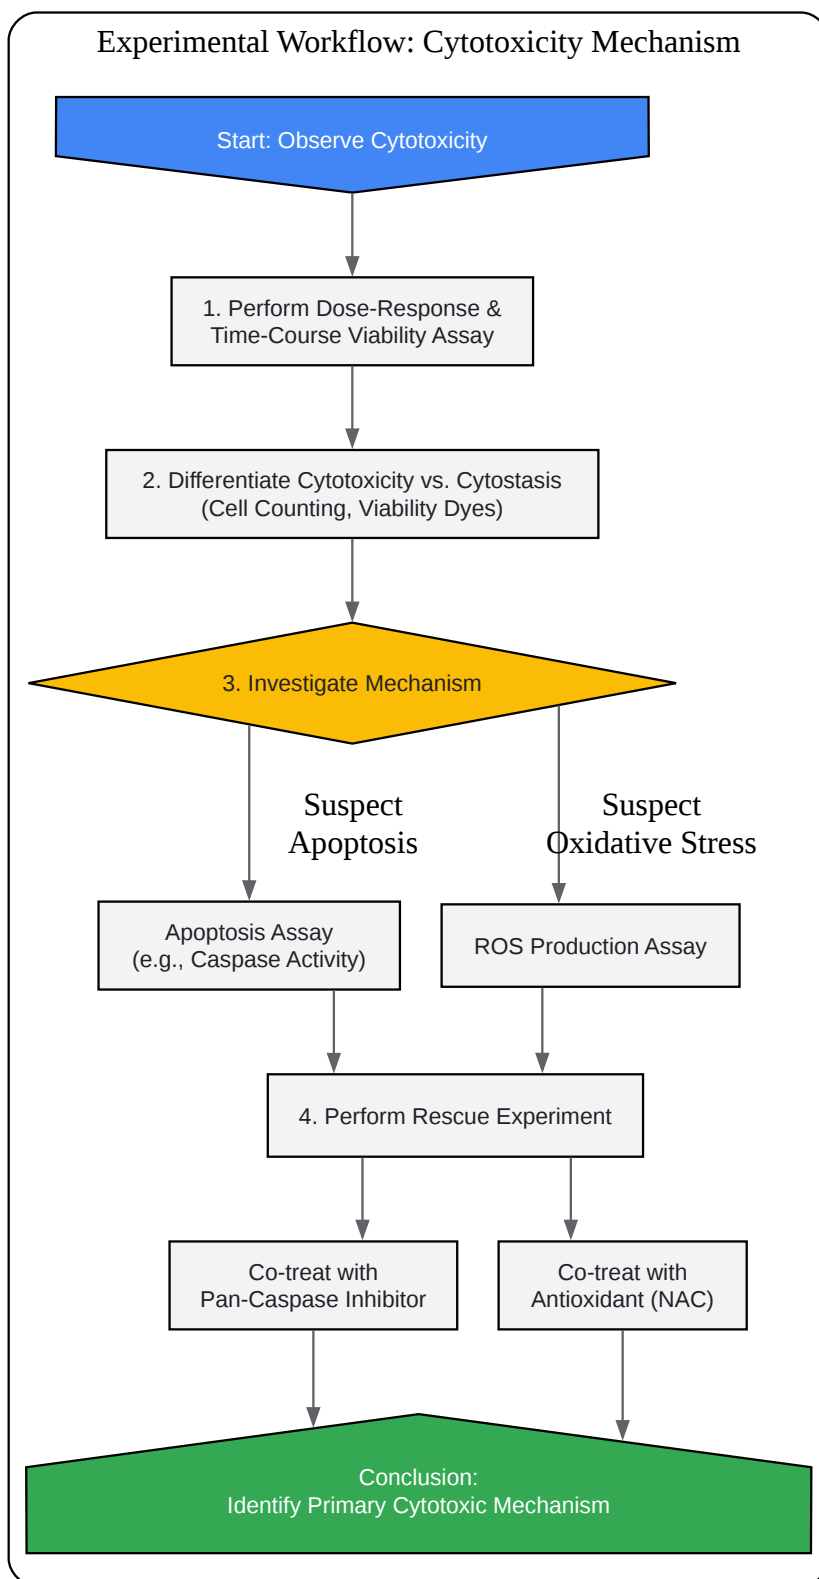 Experimental Workflow: Cytotoxicity Mechanism
Start: Observe Cytotoxicity
1. Perform Dose-Response &
Time-Course Viability Assay
2. Differentiate Cytotoxicity vs. Cytostasis
(Cell Counting, Viability Dyes)
3. Investigate Mechanism
Suspect
Apoptosis
Suspect
Oxidative Stress
Apoptosis Assay
(e.g., Caspase Activity)
ROS Production Assay
4. Perform Rescue Experiment
Co-treat with
Pan-Caspase Inhibitor
Co-treat with
Antioxidant (NAC)
Conclusion:
Identify Primary Cytotoxic Mechanism